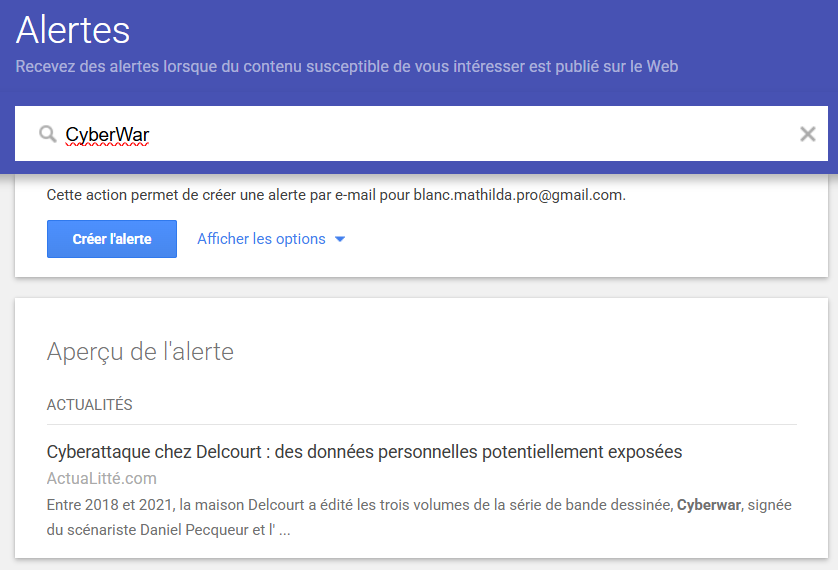 Alertes
Recevez des alertes lorsque du contenu susceptible de vous intéresser est publié sur le Web
CyberWar
Cette action permet de créer une alerte par e-mail pour blanc.mathilda.pro@gmail.com.
Créer l'alerte
Afficher les options
Aperçu de l'alerte
ACTUALITÉS
Cyberattaque chez Delcourt : des données personnelles potentiellement exposées
ActuaLitté.com
Entre 2018 et 2021, la maison Delcourt a édité les trois volumes de la série de bande dessinée, Cyberwar, signée
du scénariste Daniel Pecqueur et l' ...